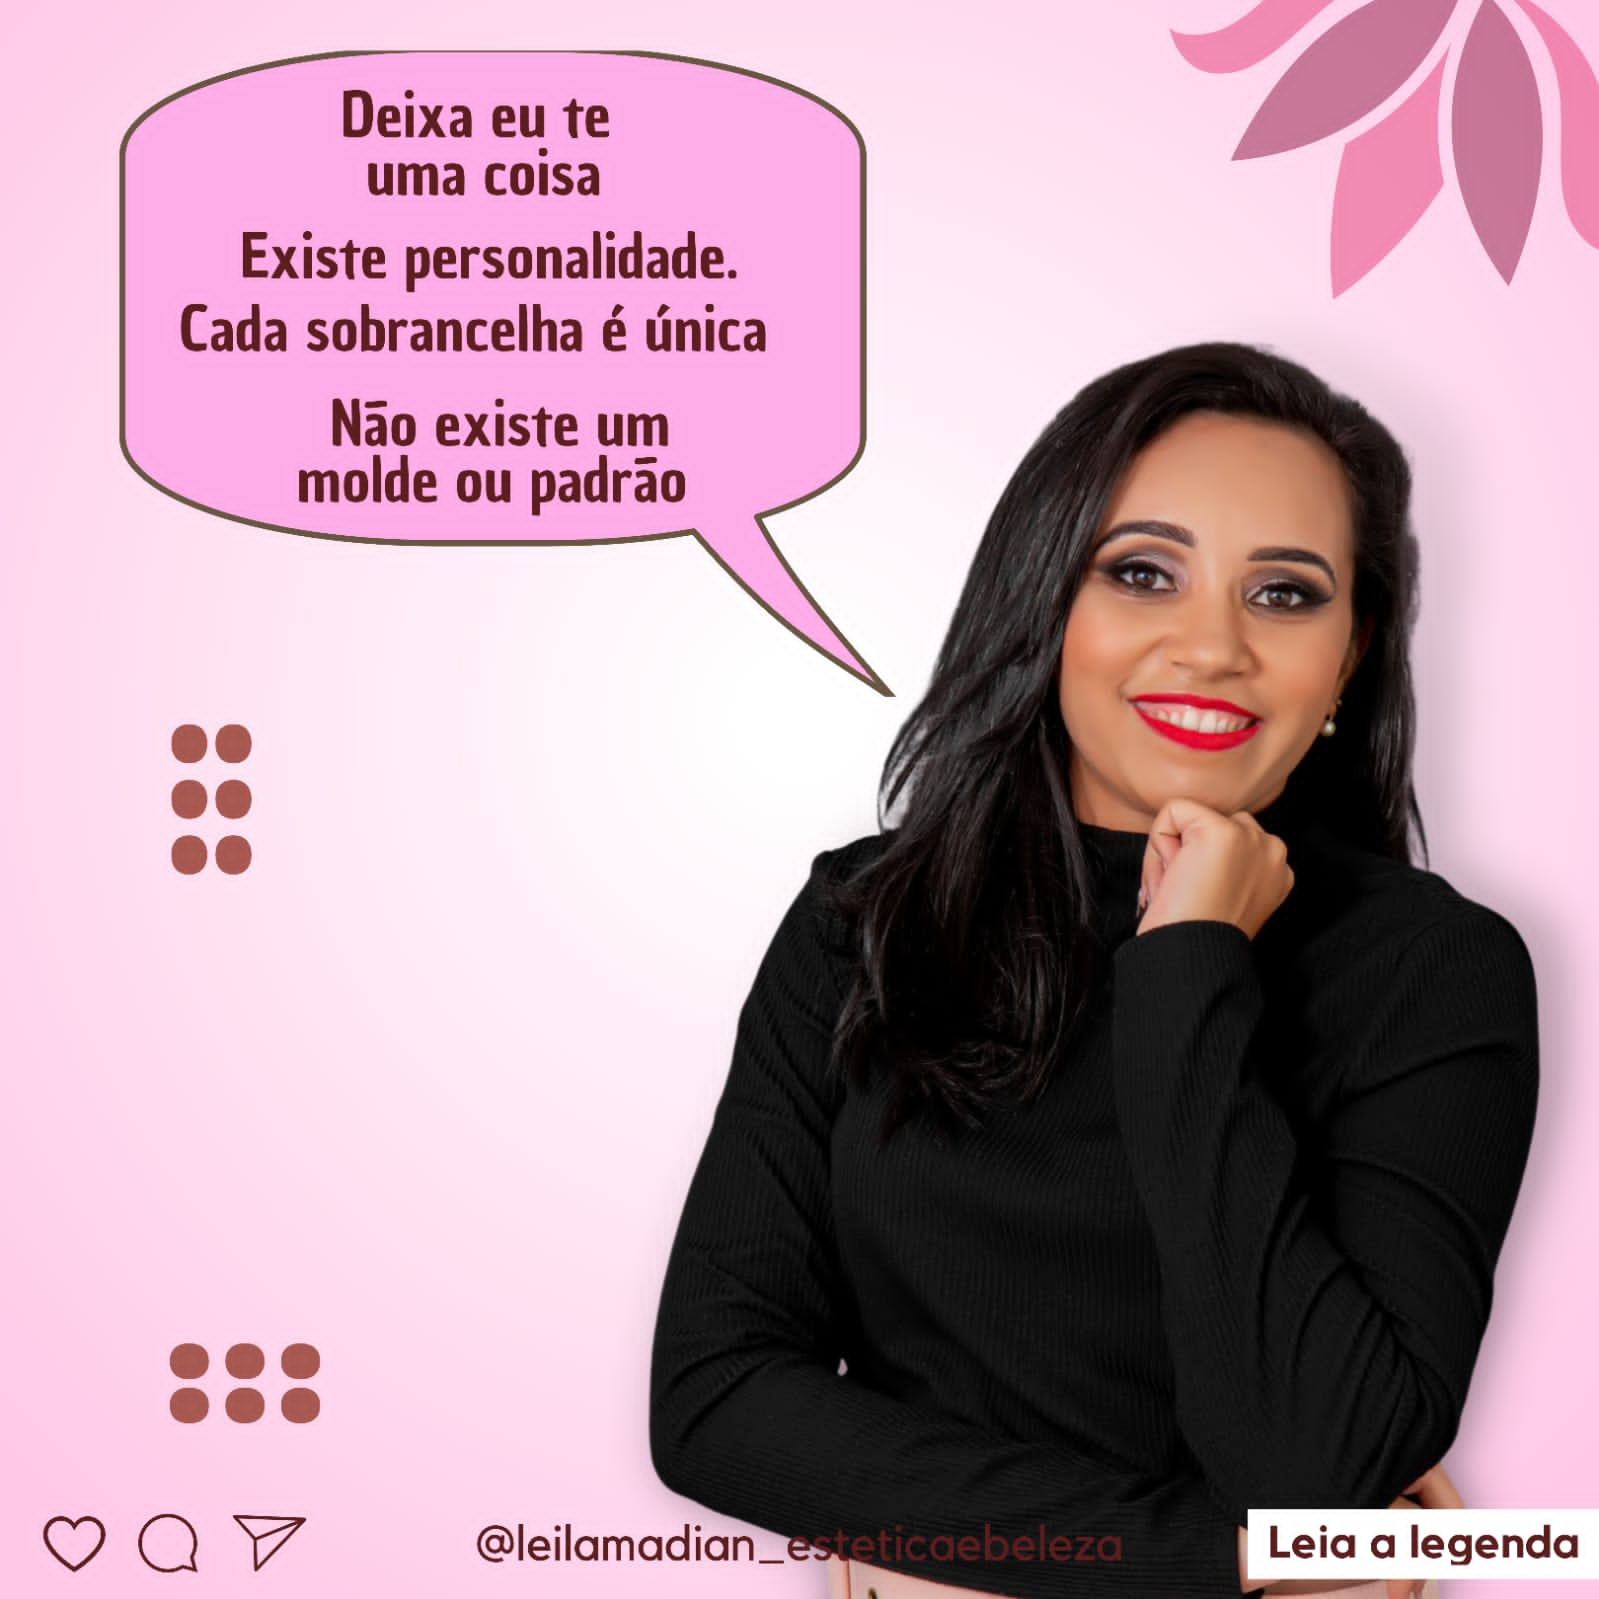 Deixa eu te
uma coisa
Existe personalidade.
Cada sobrancelha é única
Não existe um
molde ou padrão
@leilamadian_esteticaebeleza
Leia a legenda